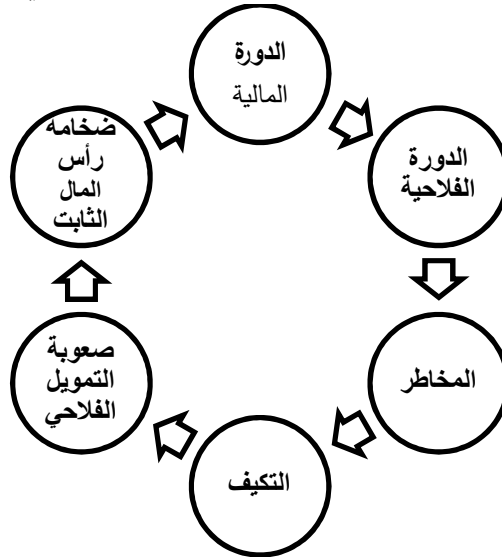 الدورة
المالية
الدورة
الفلاحية
المخاطر
التكيف
صعوبة
التمويل
الفلاحي
ضخامه
رأس
المال
الثابت